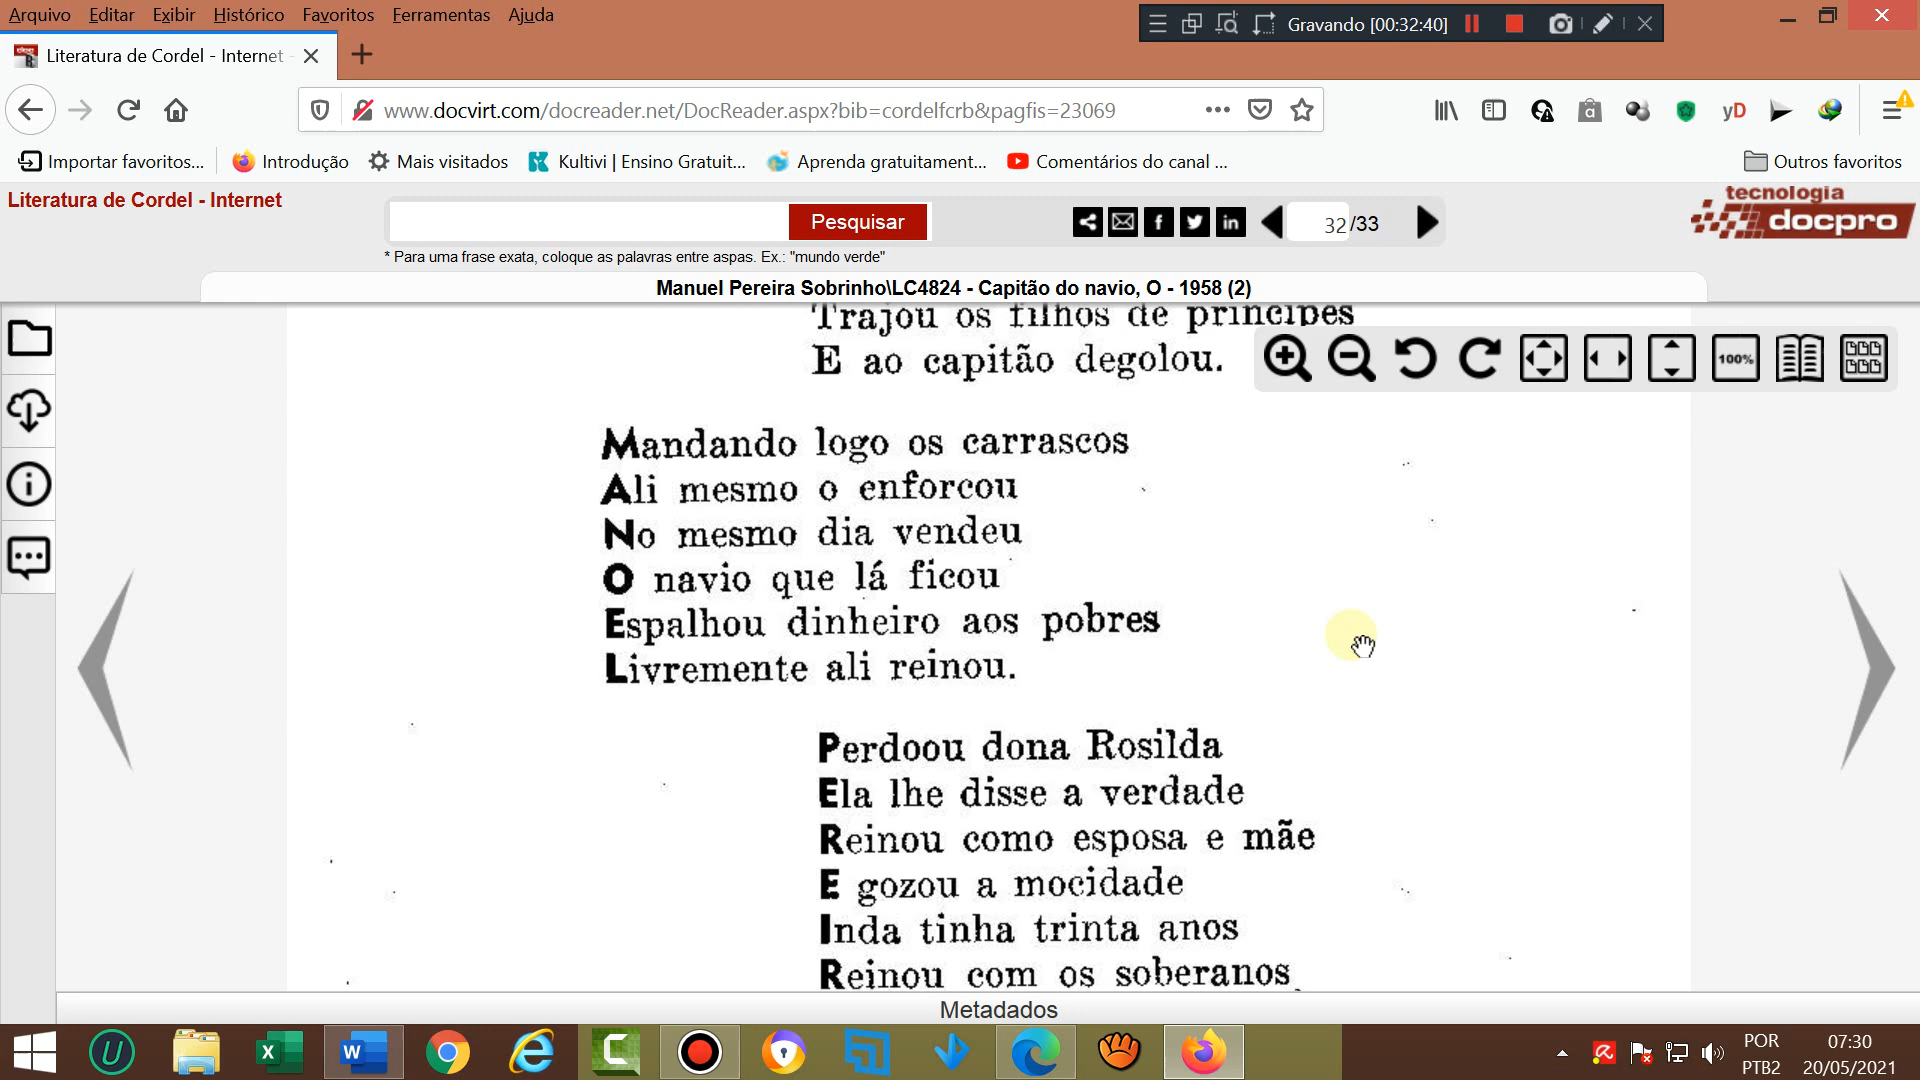 Arquivo Editar Exibir Histórico Favoritos Ferramentas Ajuda
Gravando [00:32:40]
Literatura de Cordel - Internet -
www.docvirt.com/docreader.net/DocReader.aspx?bib=cordelfcrb&pagfis=23069
Importar favoritos... Introdução Mais visitados Kultivi | Ensino Gratuit... Aprenda gratuitament... Comentários do canal ... Outros favoritos
Literatura de Cordel - Internet
Pesquisar
32 /33
tecnologia
docpro
* Para uma frase exata, coloque as palavras entre aspas. Ex.: "mundo verde"
Manuel Pereira Sobrinho\LC4824 - Capitão do navio, O - 1958 (2)
Trajou os filhos de príncipes
E ao capitão degolou.
100%
Mandando logo os carrascos
Ali mesmo o enforcou
No mesmo dia vendeu
O navio que lá ficou
Espalhou dinheiro aos pobres
Livremente ali reinou.
Perdoou dona Rosilda
Ela lhe disse a verdade
Reinou como esposa e mãe
E gozou a mocidade
Inda tinha trinta anos
Reinou com os soberanos
Metadados
POR
PTB2
07:30
20/05/2021